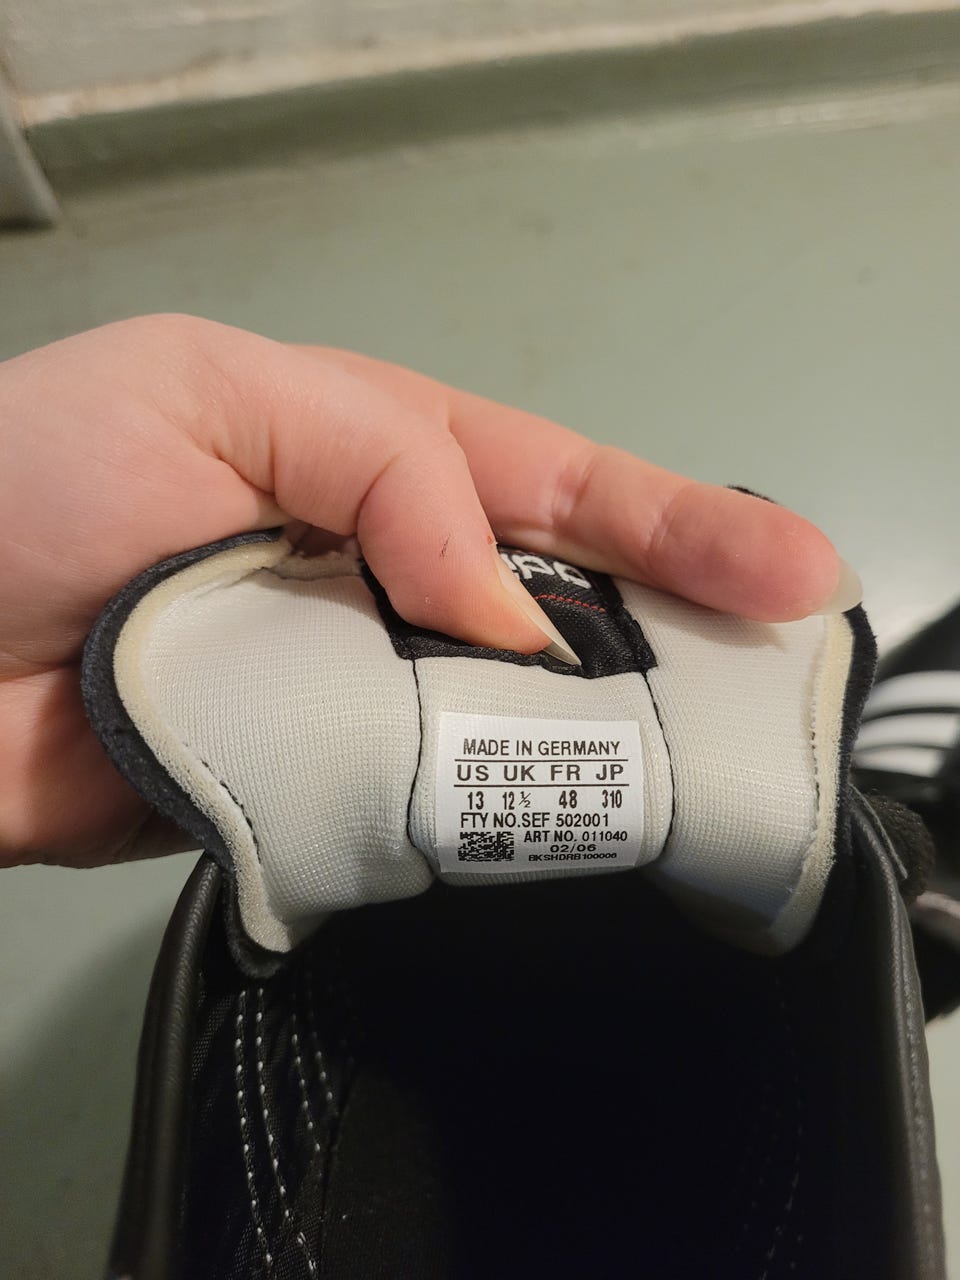 MADE IN GERMANY
US UK FR JP
13 12½ 48 310
FTY NO.SEF 502001
ART NO. 011040
02/06
BKSHDRB100006